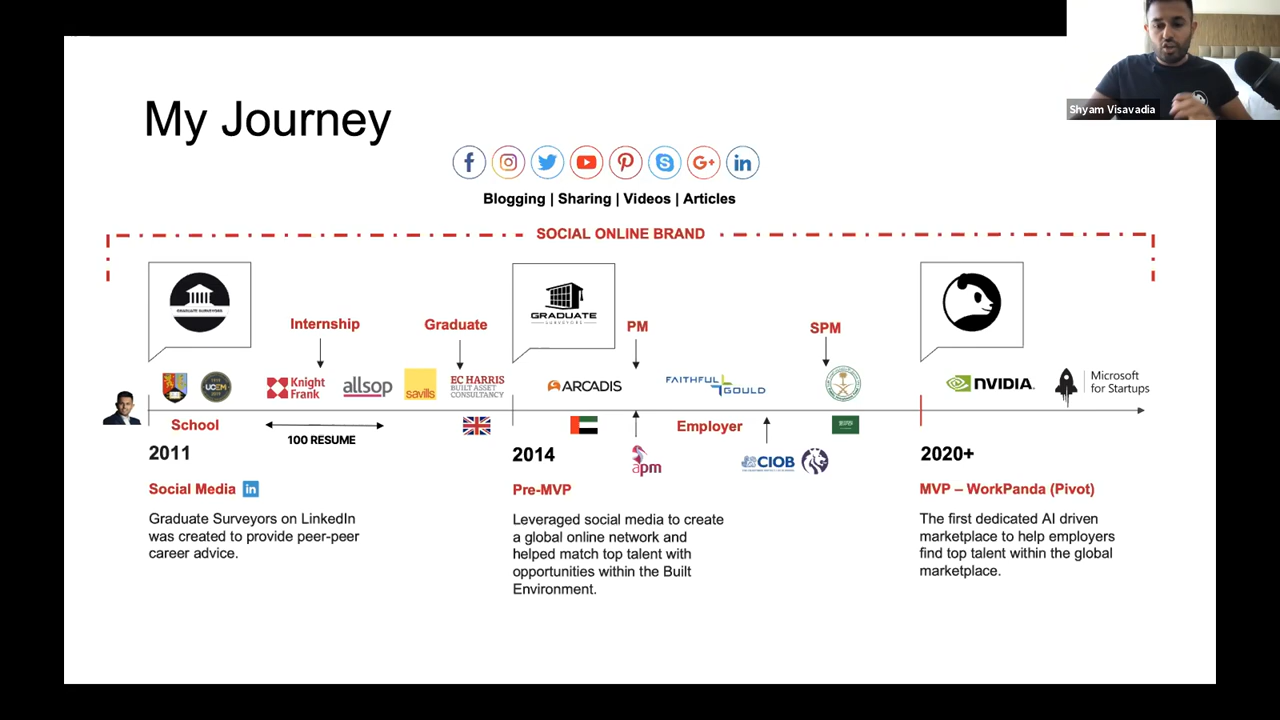 My Journey
Shyam Visavadia
Blogging | Sharing | Videos | Articles
SOCIAL ONLINE BRAND
GRADUATE SURVEYORS
GRADUATE
SURVEYORS
Internship
Graduate
PM
SPM
UCEM
Knight
Frank
allsop
savills
EC HARRIS
BUILT ASSET
CONSULTANCY
ARCADIS
FAITHFUL
GOULD
NVIDIA.
Microsoft
for Startups
School
100 RESUME
Employer
apm
CIOB
2011
2014
2020+
Social Media in
Graduate Surveyors on LinkedIn
was created to provide peer-peer
career advice.
Pre-MVP
Leveraged social media to create
a global online network and
helped match top talent with
opportunities within the Built
Environment.
MVP – WorkPanda (Pivot)
The first dedicated AI driven
marketplace to help employers
find top talent within the global
marketplace.